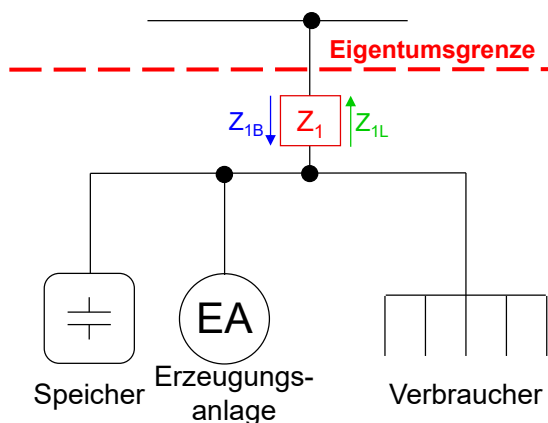 Eigentumsgrenze
Z1B Z1 Z1L
EA
Speicher
Erzeugungs-
anlage
Verbraucher